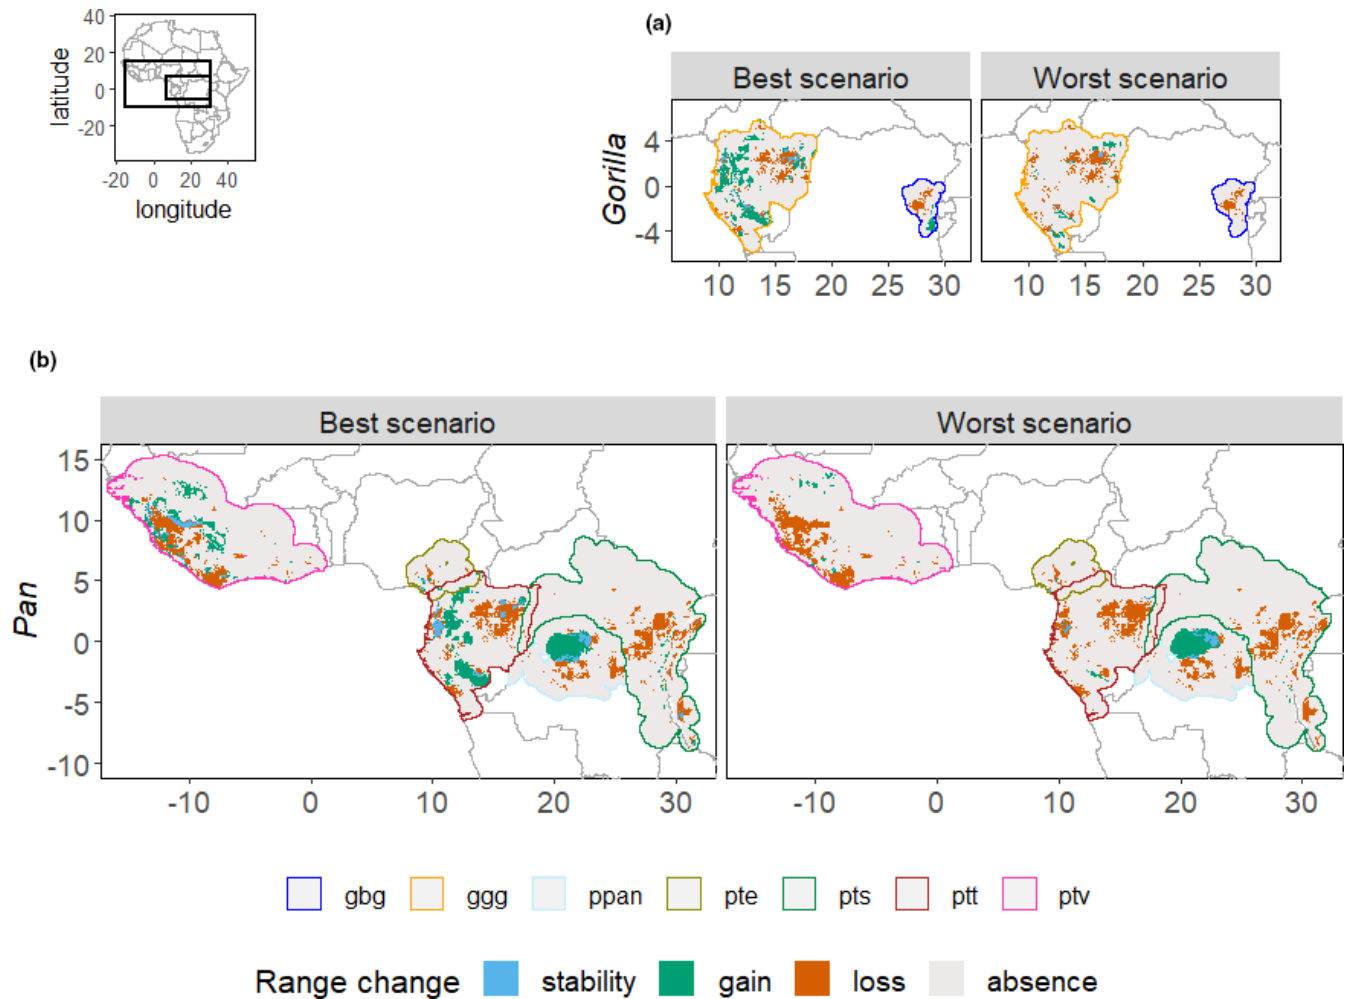 40
20
0
-20
latitude
-20 0 20 40
longitude
(a)
Best scenario Worst scenario
Gorilla
4
0
-4
10 15 20 25 30 10 15 20 25 30
(b)
Best scenario Worst scenario
Pan
15
10
5
0
-5
-10
-10 0 10 20 30 -10 0 10 20 30
gbg ggg ppan pte pts ptt ptv
Range change stability gain loss absence